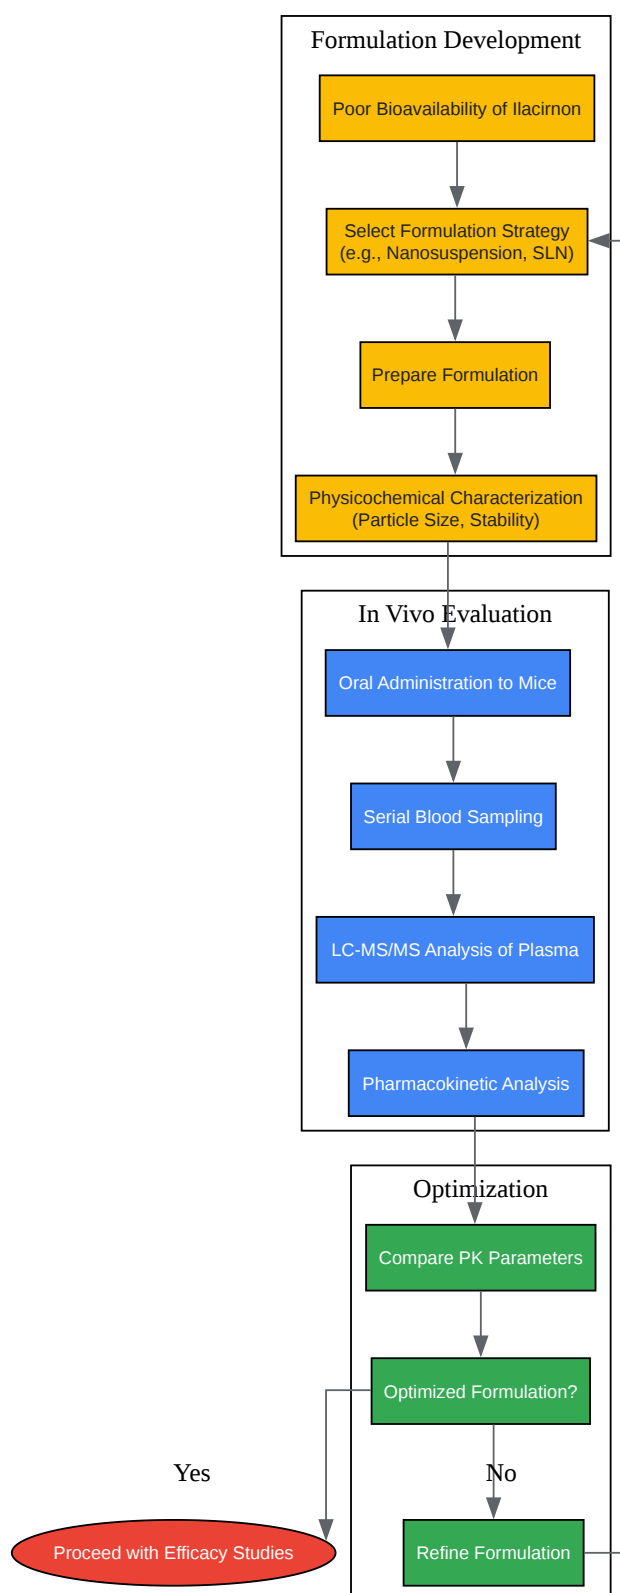 Formulation Development
Poor Bioavailability of Ilacirnon
Select Formulation Strategy
(e.g., Nanosuspension, SLN)
Prepare Formulation
Physicochemical Characterization
(Particle Size, Stability)
In Vivo Evaluation
Oral Administration to Mice
Serial Blood Sampling
LC-MS/MS Analysis of Plasma
Pharmacokinetic Analysis
Optimization
Compare PK Parameters
Optimized Formulation?
Yes
No
Proceed with Efficacy Studies
Refine Formulation